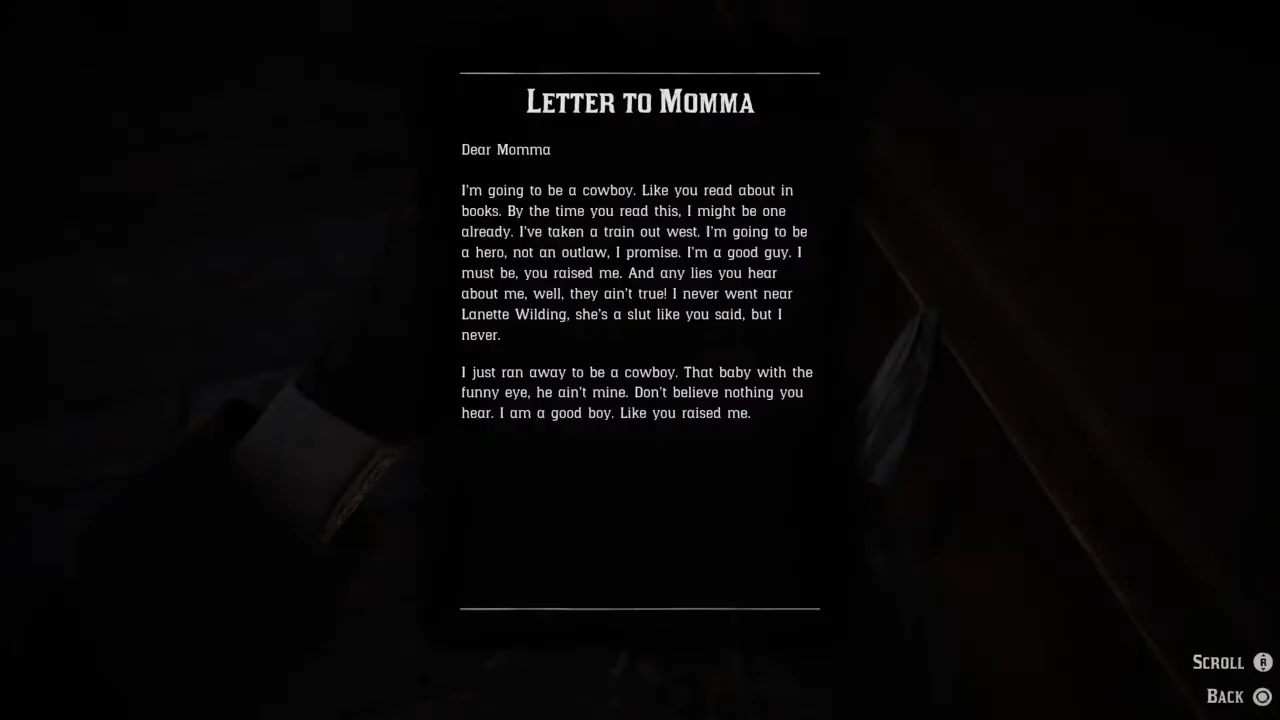 Letter to Momma
Dear Momma
I'm going to be a cowboy. Like you read about in
books. By the time you read this, I might be one
already. I've taken a train out west. I'm going to be
a hero, not an outlaw, I promise. I'm a good guy. I
must be, you raised me. And any lies you hear
about me, well, they ain't true! I never went near
Lanette Wilding, she's a slut like you said, but I
never.
I just ran away to be a cowboy. That baby with the
funny eye, he ain't mine. Don't believe nothing you
hear. I am a good boy. Like you raised me.
Scroll R
Back